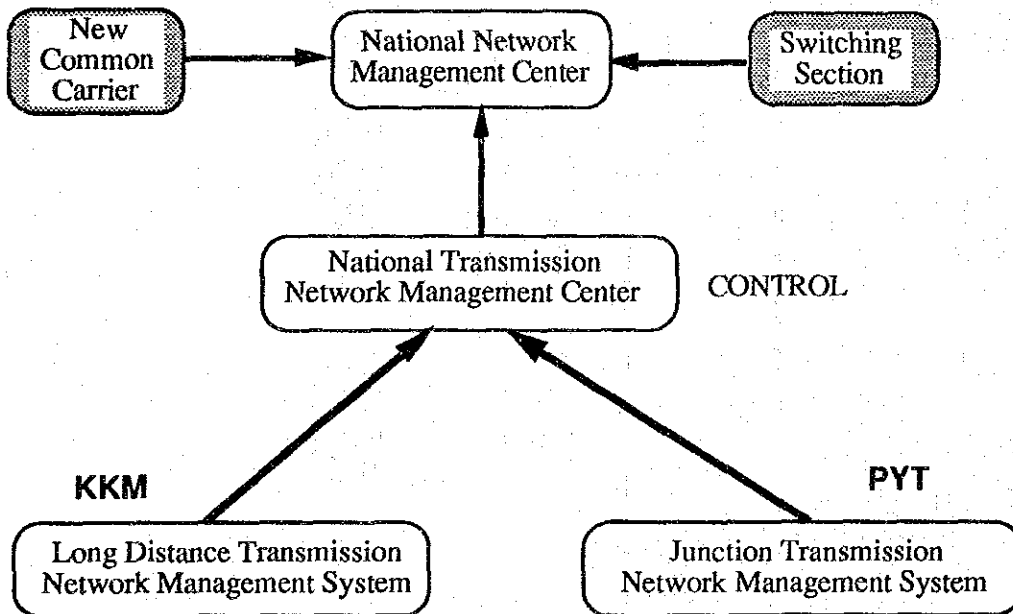 New
Common
Carrier
National Network
Management Center
Switching
Section
National Transmission
Network Management Center
CONTROL
KKM
PYT
Long Distance Transmission
Network Management System
Junction Transmission
Network Management System